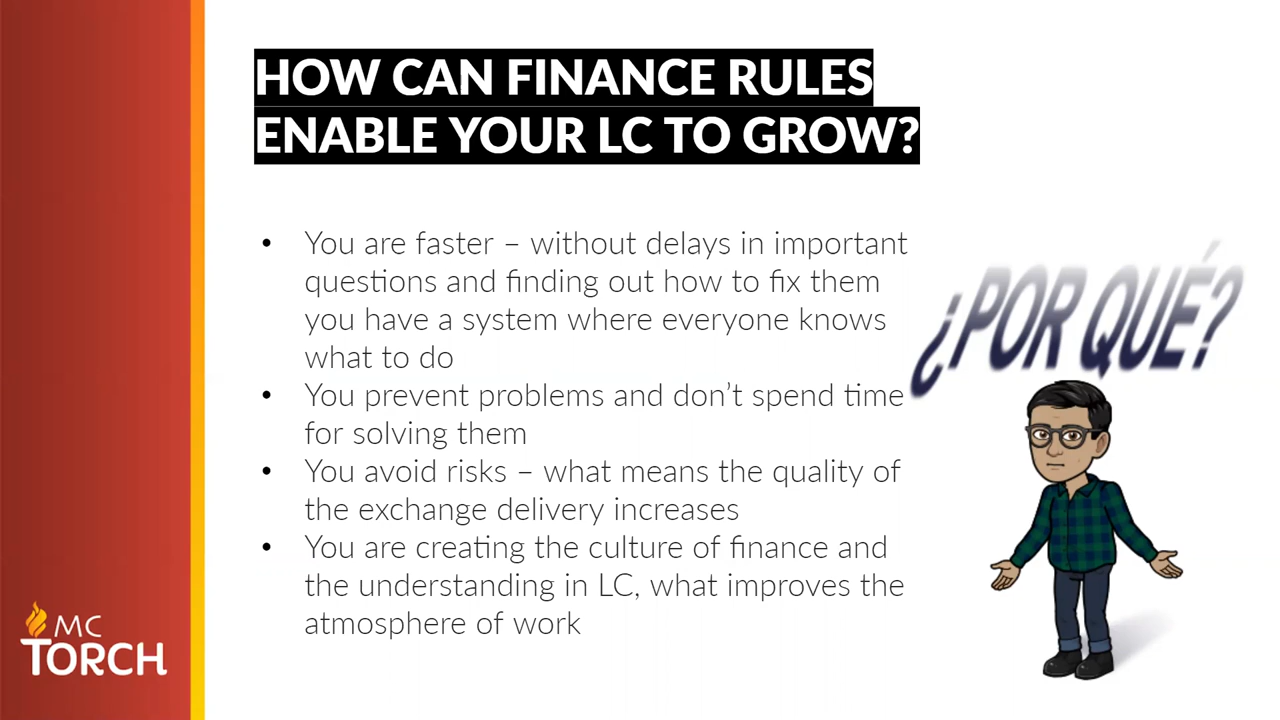 HOW CAN FINANCE RULES
ENABLE YOUR LC TO GROW?
• You are faster – without delays in important
questions and finding out how to fix them
you have a system where everyone knows
what to do
• You prevent problems and don’t spend time
for solving them
• You avoid risks – what means the quality of
the exchange delivery increases
• You are creating the culture of finance and
the understanding in LC, what improves the
atmosphere of work
¿POR QUÉ?
MC
TORCH